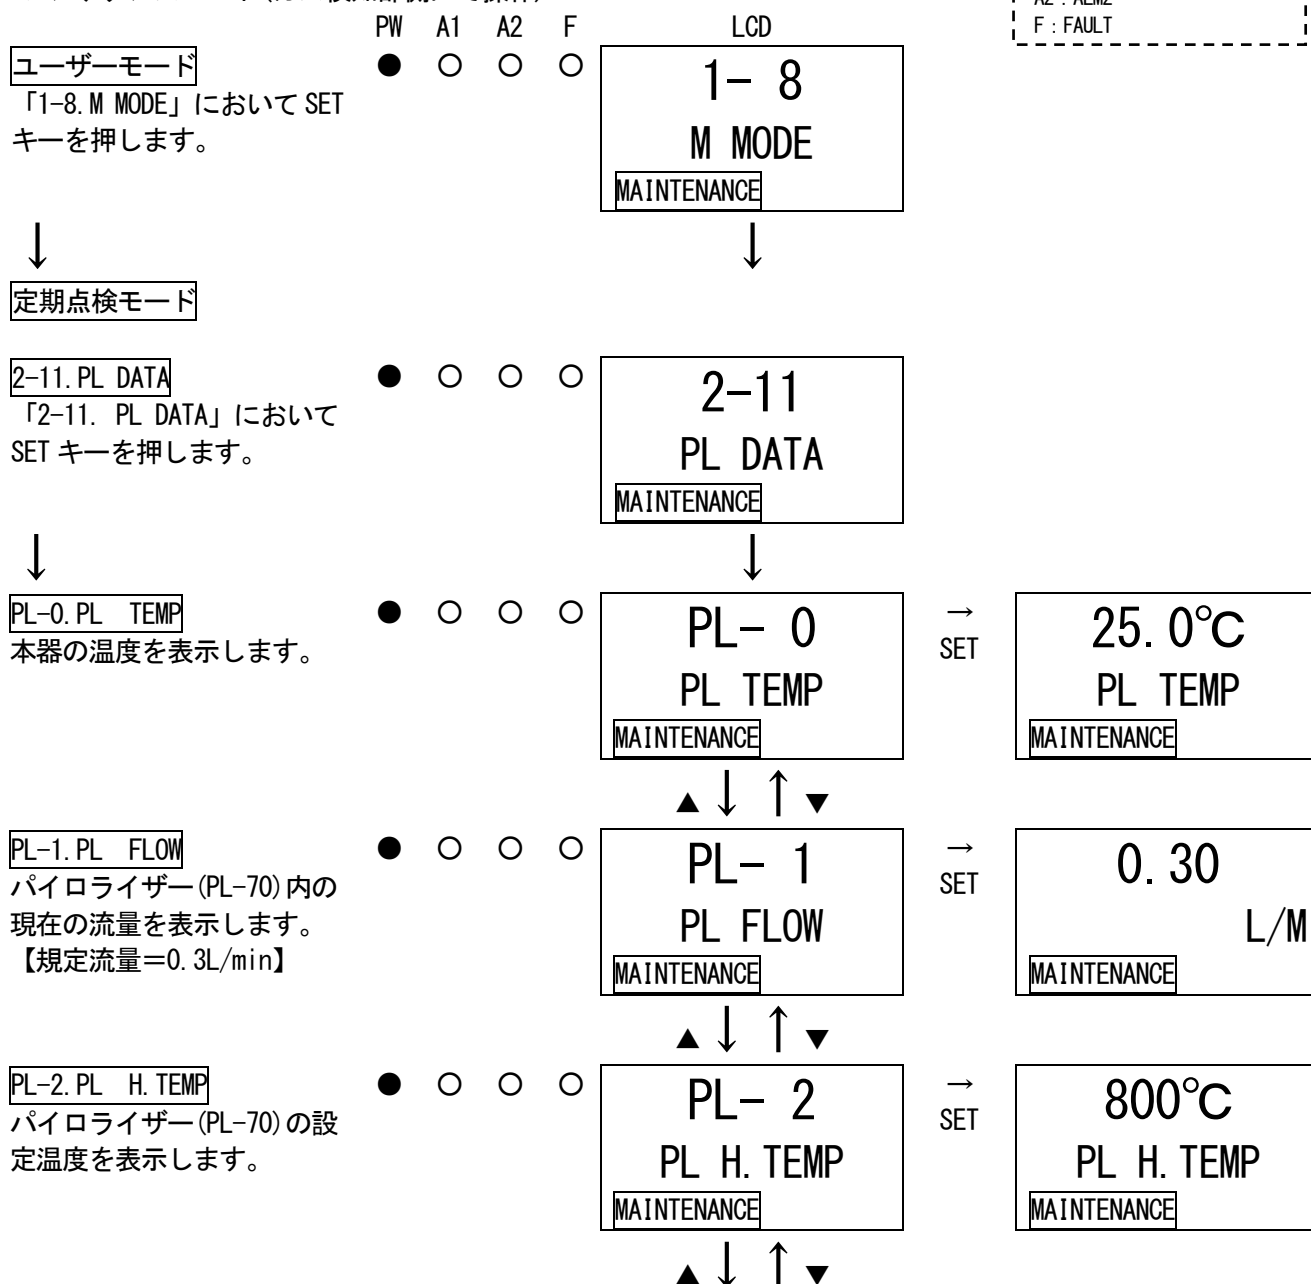 A2：ALM2
F：FAULT
PW A1 A2 F LCD
ユーザーモード ● ○ ○ ○ 1− 8
「1−8.M MODE」において SET
キーを押します。 M MODE
MAINTENANCE
↓ ↓
定期点検モード
2−11.PL DATA ● ○ ○ ○ 2−11
「2−11. PL DATA」において
SET キーを押します。 PL DATA
MAINTENANCE
↓ ↓
PL−0.PL TEMP ● ○ ○ ○ PL− 0 → 25.0℃
本器の温度を表示します。 SET
PL TEMP PL TEMP
MAINTENANCE MAINTENANCE
▲ ↓ ↑ ▼
PL−1.PL FLOW ● ○ ○ ○ PL− 1 → 0.30
パイロライザー(PL−70)内の SET
現在の流量を表示します。 PL FLOW L/M
【規定流量＝0.3L/min】 MAINTENANCE MAINTENANCE
▲ ↓ ↑ ▼
PL−2.PL H.TEMP ● ○ ○ ○ PL− 2 → 800℃
パイロライザー(PL−70)の設 SET
定温度を表示します。 PL H.TEMP PL H.TEMP
MAINTENANCE MAINTENANCE
▲ ↓ ↑ ▼